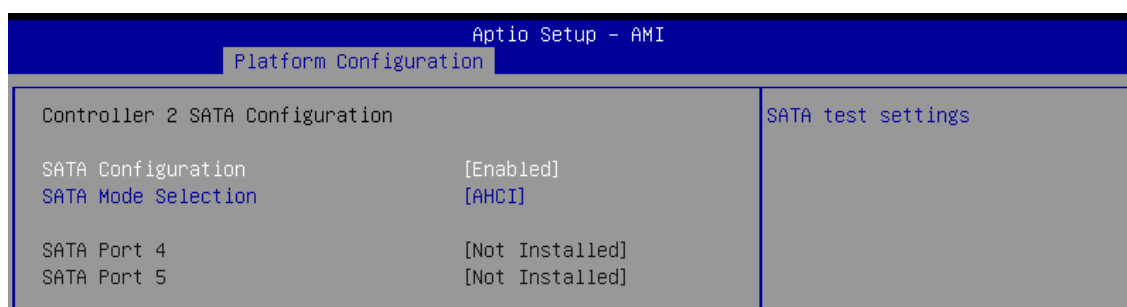 Aptio Setup - AMI
Platform Configuration
Controller 2 SATA Configuration
SATA test settings
SATA Configuration [Enabled]
SATA Mode Selection [AHCI]
SATA Port 4 [Not Installed]
SATA Port 5 [Not Installed]